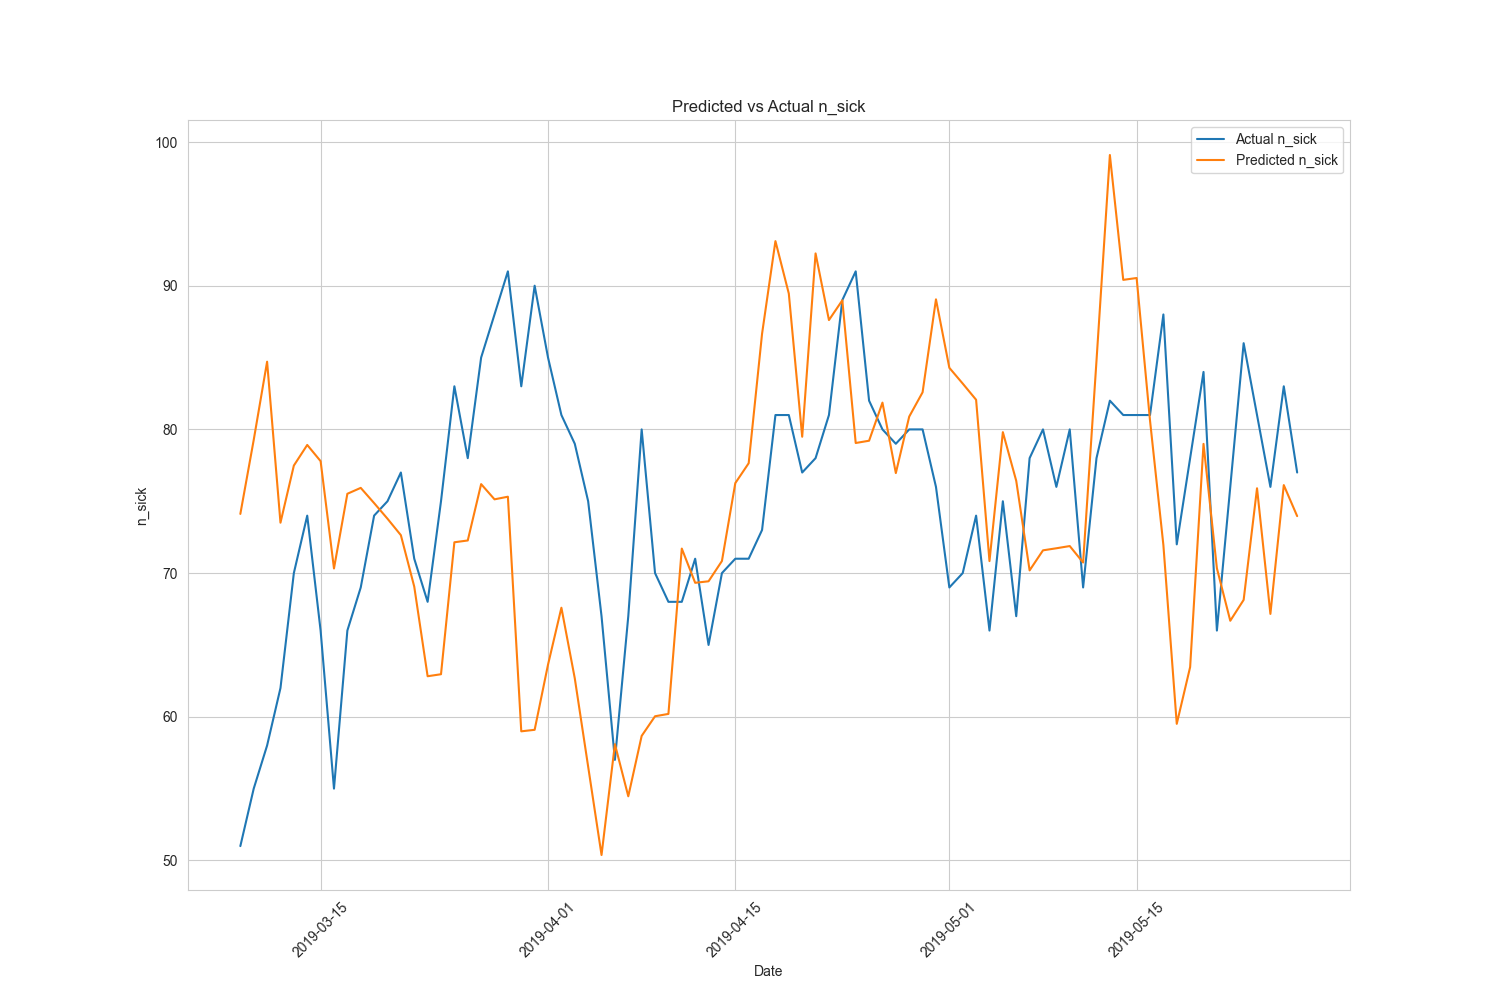 Predicted vs Actual n_sick
Actual n_sick
Predicted n_sick
n_sick
100
90
80
70
60
50
2019-03-15
2019-04-01
2019-04-15
2019-05-01
2019-05-15
Date